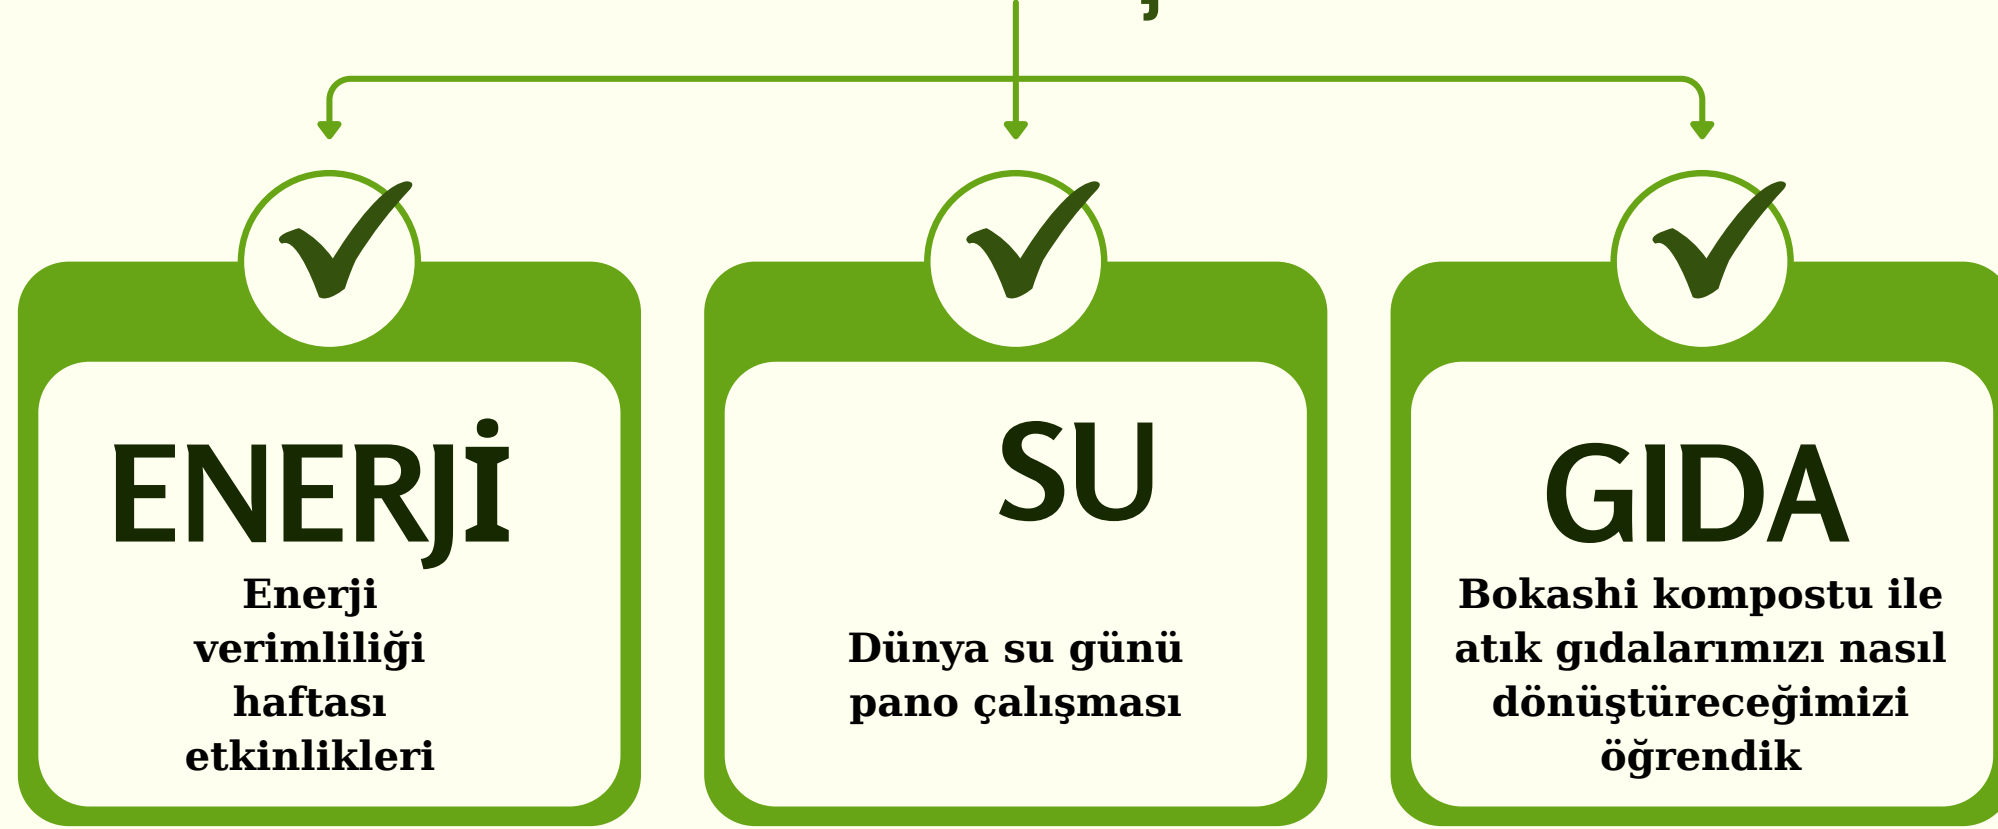 ENERJİ
Enerji
verimliliği
haftası
etkinlikleri
SU
Dünya su günü
pano çalışması
GIDA
Bokashi kompostu ile
atık gıdalarımızı nasıl
dönüştüreceğimizi
öğrendik